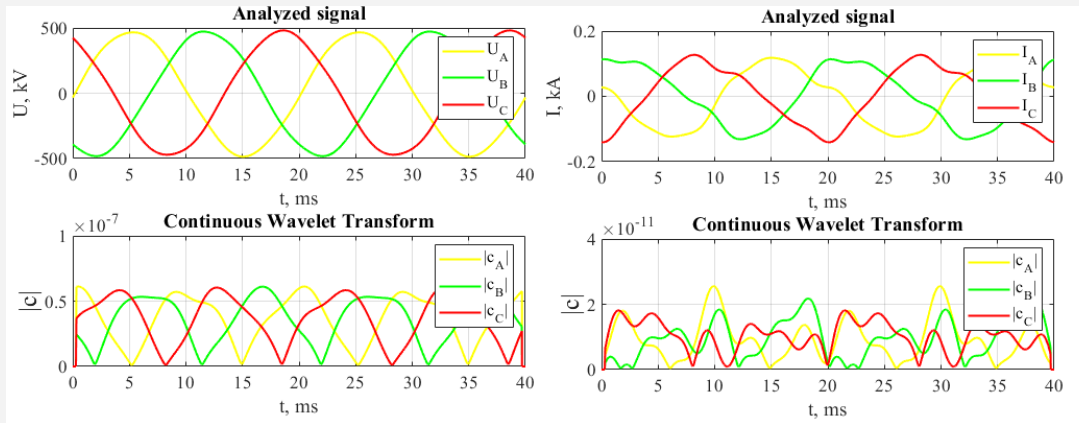 Analyzed signal
500
0
-500
U, kV
U_A
U_B
U_C
0 5 10 15 20 25 30 35 40
t, ms
Analyzed signal
0.2
0
-0.2
I, kA
I_A
I_B
I_C
0 5 10 15 20 25 30 35 40
t, ms
Continuous Wavelet Transform
×10^-7
1
0.5
0
|c|
|c_A|
|c_B|
|c_C|
0 5 10 15 20 25 30 35 40
t, ms
Continuous Wavelet Transform
×10^-11
4
2
0
|c|
|c_A|
|c_B|
|c_C|
0 5 10 15 20 25 30 35 40
t, ms